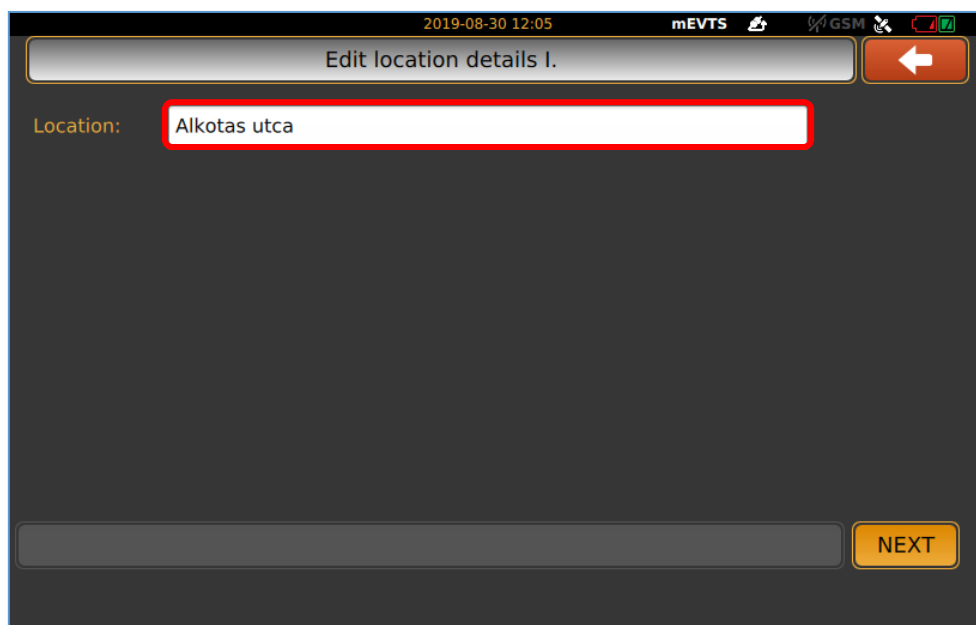 2019-08-30 12:05 mEVTS GSM
Edit location details I.
Location: Alkotas utca
NEXT